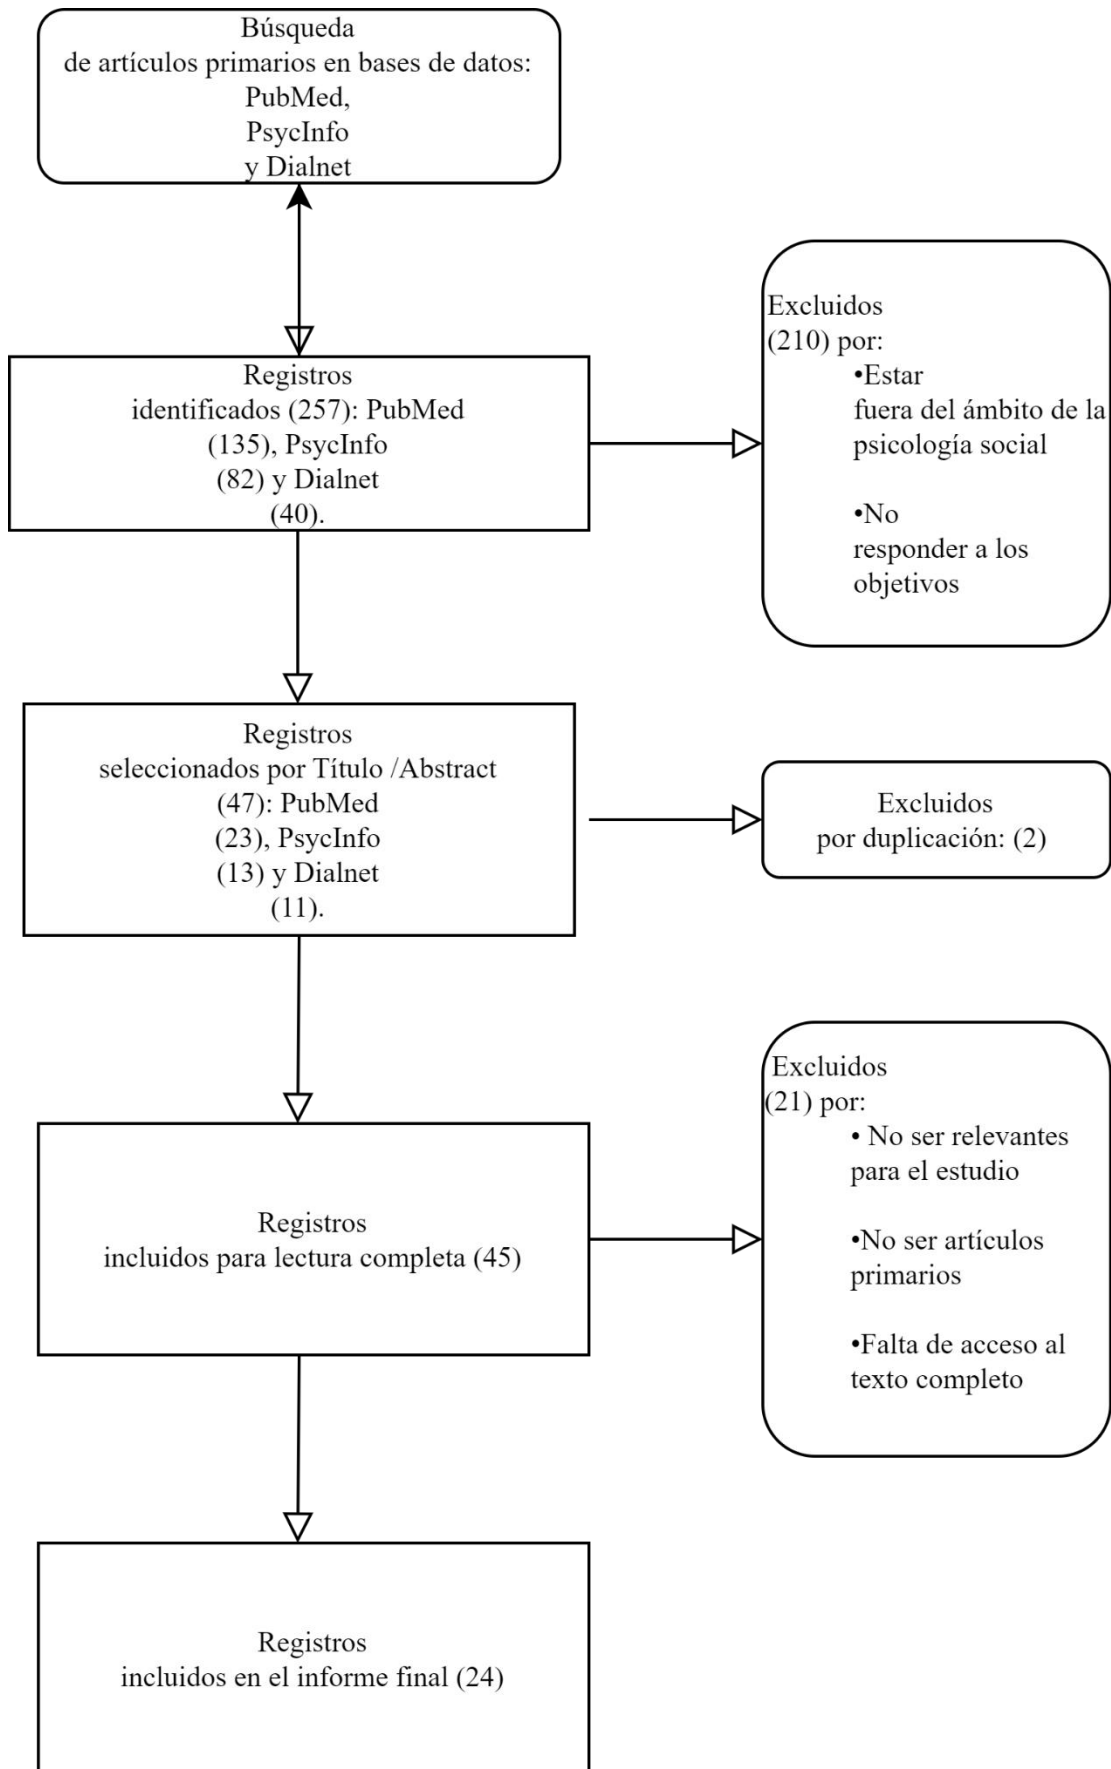 Búsqueda
de artículos primarios en bases de datos:
PubMed,
PsycInfo
y Dialnet
Registros
identificados (257): PubMed
(135), PsycInfo
(82) y Dialnet
(40).
Excluidos
(210) por:
•Estar
fuera del ámbito de la
psicología social
•No
responder a los
objetivos
Registros
seleccionados por Título /Abstract
(47): PubMed
(23), PsycInfo
(13) y Dialnet
(11).
Excluidos
por duplicación: (2)
Registros
incluidos para lectura completa (45)
Excluidos
(21) por:
• No ser relevantes
para el estudio
•No ser artículos
primarios
•Falta de acceso al
texto completo
Registros
incluidos en el informe final (24)